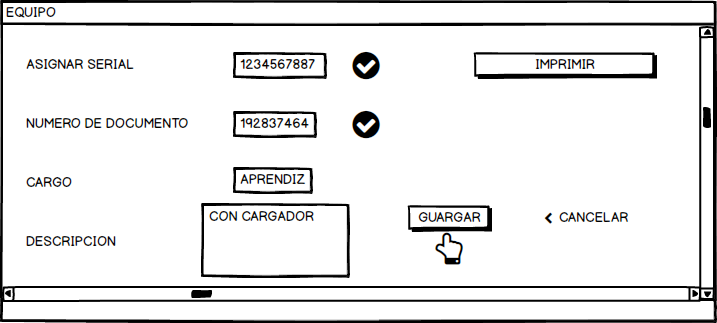 EQUIPO
ASIGNAR SERIAL 1234567887 IMPRIMIR
NUMERO DE DOCUMENTO 192837464
CARGO APRENDIZ
CON CARGADOR GUARGAR < CANCELAR
DESCRIPCION